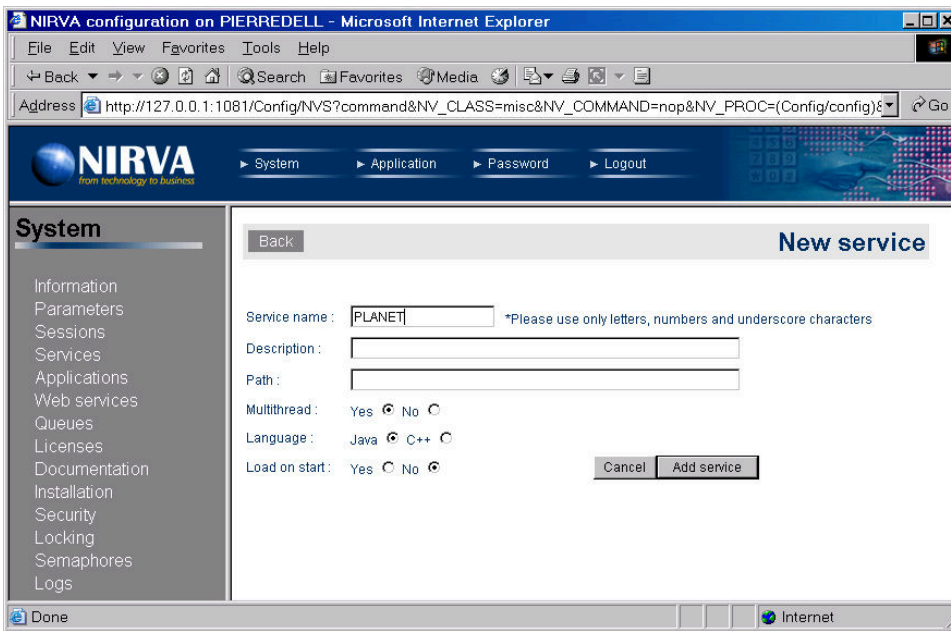 NIRVA configuration on PIERREDELL - Microsoft Internet Explorer
File Edit View Favorites Tools Help
Back Search Favorites Media
Address http://127.0.0.1:1081/Config/NVS?command&NV_CLASS=misc&NV_COMMAND=nop&NV_PROC=(Config/config)& Go
NIRVA
from technology to business
System Application Password Logout
System
Back New service
Information
Parameters
Sessions
Services
Applications
Web services
Queues
Licenses
Documentation
Installation
Security
Locking
Semaphores
Logs
Service name : PLANET *Please use only letters, numbers and underscore characters
Description :
Path :
Multithread : Yes No
Language : Java C++
Load on start : Yes No Cancel Add service
Done Internet